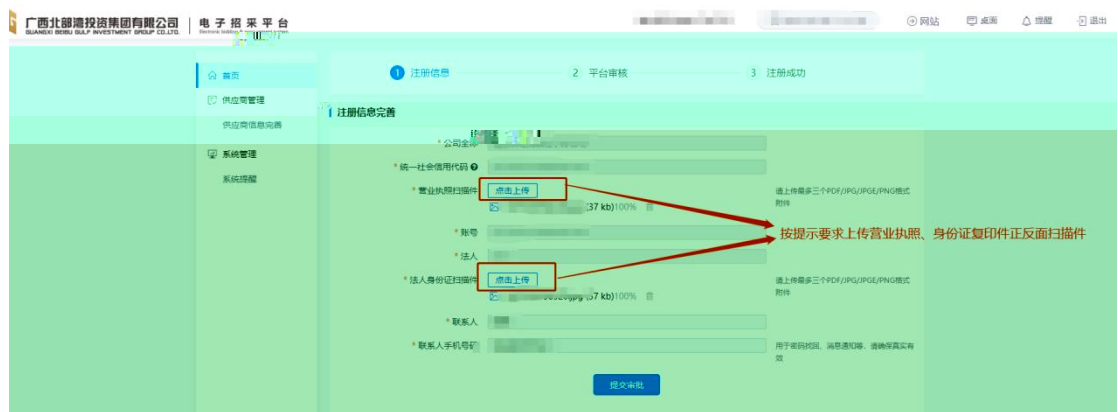 广西北部湾投资集团有限公司 电子招采平台
GUANGXI BEIBU GULF INVESTMENT GROUP CO.,LTD.
网站 桌面 提醒 退出
首页
供应商管理
供应商信息完善
系统管理
系统提醒
1 注册信息 2 平台审核 3 注册成功
注册信息完善
* 公司全称
* 统一社会信用代码
* 营业执照扫描件 点击上传 请上传最多三个PDF/JPG/JPGE/PNG格式
附件
(37 kb)100%
* 账号
* 法人
* 法人身份证扫描件 点击上传 请上传最多三个PDF/JPG/JPGE/PNG格式
附件
100%
按提示要求上传营业执照、身份证复印件正反面扫描件
* 联系人
* 联系人手机号码 用于密码找回、消息通知等，请确保真实有
效
提交审批